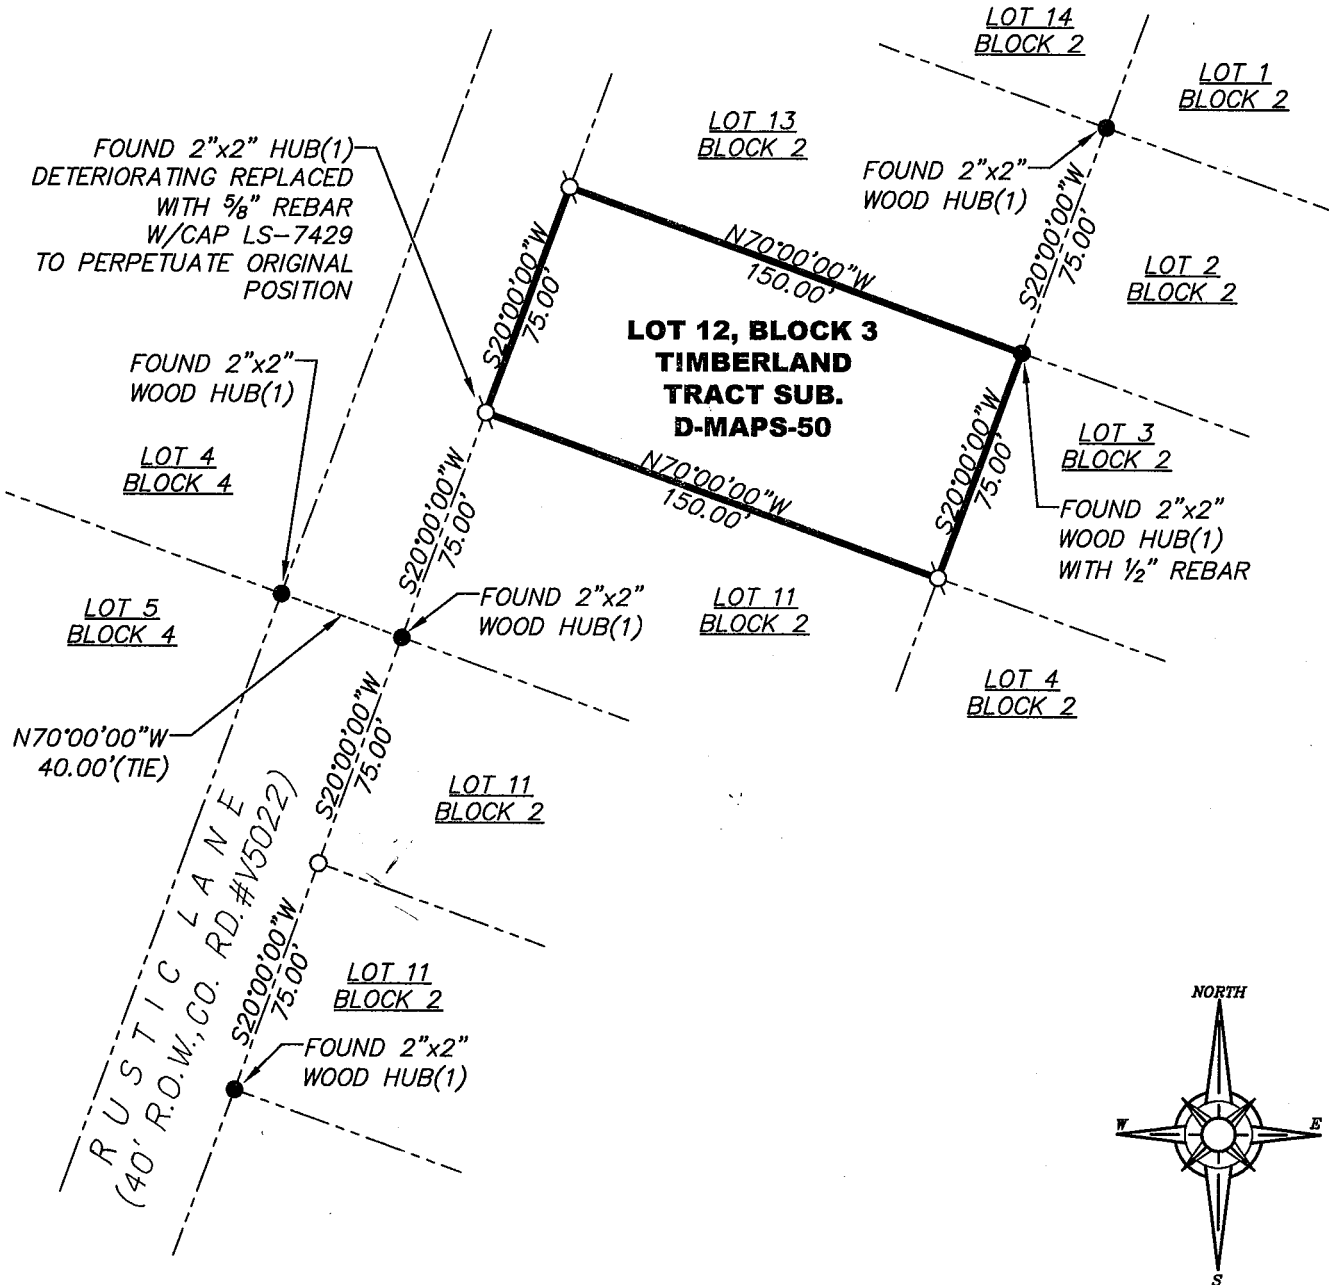 LOT 14
BLOCK 2
LOT 1
BLOCK 2
LOT 13
BLOCK 2
FOUND 2"x2" HUB(1)
DETERIORATING REPLACED
WITH 5/8" REBAR
W/CAP LS-7429
TO PERPETUATE ORIGINAL
POSITION
FOUND 2"x2"
WOOD HUB(1)
S20°00'00"W
75.00'
LOT 2
BLOCK 2
N70°00'00"W
150.00'
S20°00'00"W
75.00'
LOT 12, BLOCK 3
TIMBERLAND
TRACT SUB.
D-MAPS-50
FOUND 2"x2"
WOOD HUB(1)
S20°00'00"W
75.00'
LOT 3
BLOCK 2
LOT 4
BLOCK 4
N70°00'00"W
150.00'
FOUND 2"x2"
WOOD HUB(1)
WITH 1/2" REBAR
S20°00'00"W
75.00'
LOT 5
BLOCK 4
FOUND 2"x2"
WOOD HUB(1)
LOT 11
BLOCK 2
LOT 4
BLOCK 2
N70°00'00"W
40.00'(TIE)
S20°00'00"W
75.00'
LOT 11
BLOCK 2
RUSTIC LANE
(40' R.O.W.,CO. RD.#V5022)
S20°00'00"W
75.00'
LOT 11
BLOCK 2
FOUND 2"x2"
WOOD HUB(1)
NORTH
W
E
S